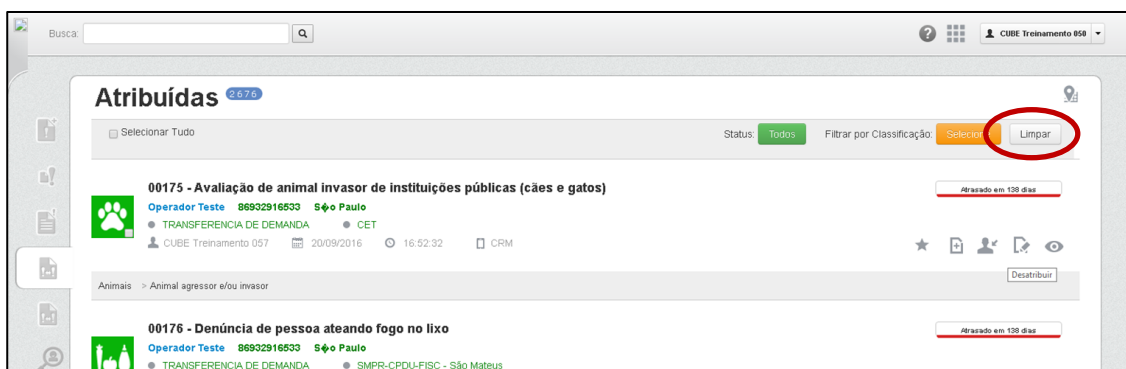 Busca:
CUBE Treinamento 050
Atribuídas 2676
Selecionar Tudo
Status: Todos Filtrar por Classificação: Limpar
00175 - Avaliação de animal invasor de instituições públicas (cães e gatos)
Atrasado em 138 dias
Operador Teste 86932916533 S�o Paulo
TRANSFERENCIA DE DEMANDA CET
CUBE Treinamento 057 20/09/2016 16:52:32 CRM
Desatribuir
Animais > Animal agressor e/ou invasor
00176 - Denúncia de pessoa ateando fogo no lixo
Atrasado em 138 dias
Operador Teste 86932916533 S�o Paulo
TRANSFERENCIA DE DEMANDA SMPR-CPDU-FISC - São Mateus